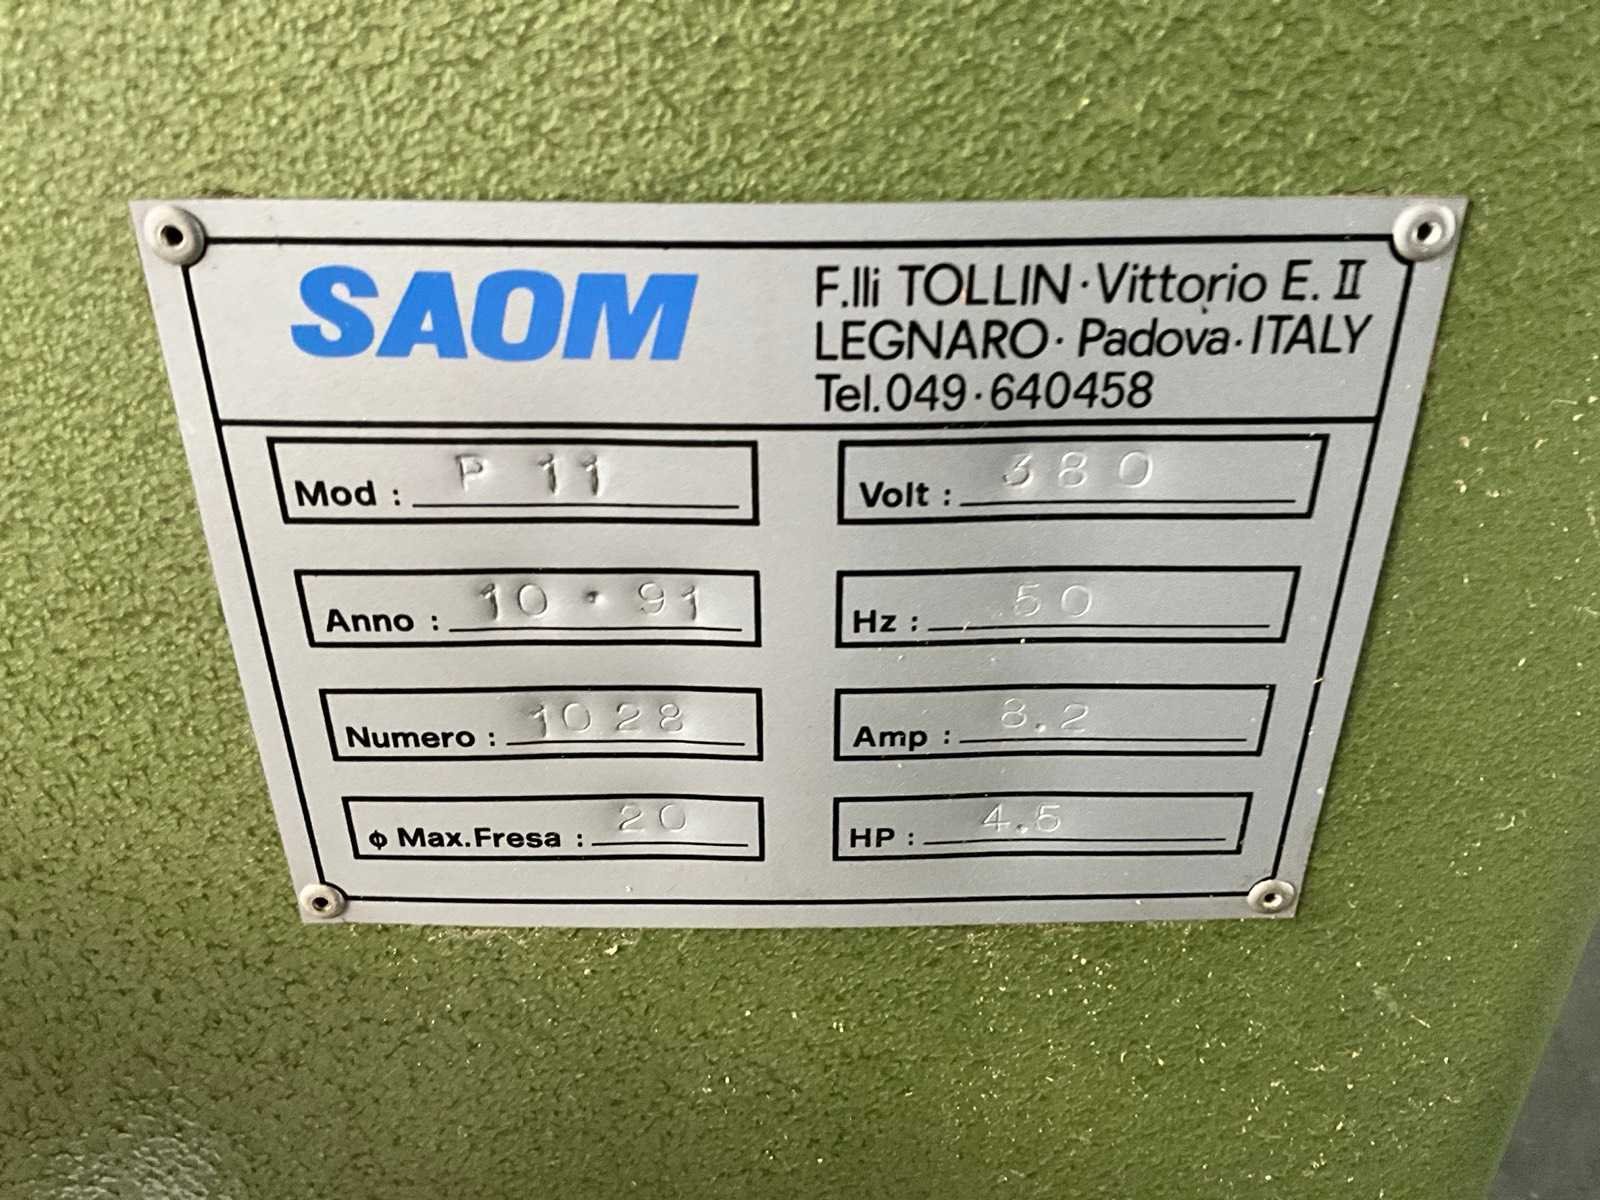 SAOM
F.lli TOLLIN · Vittorio E. II
LEGNARO · Padova · ITALY
Tel. 049 · 640458
Mod : P 11
Volt : 380
Anno : 10 · 91
Hz : 50
Numero : 1028
Amp : 8.2
φ Max. Fresa : 20
HP : 4.5